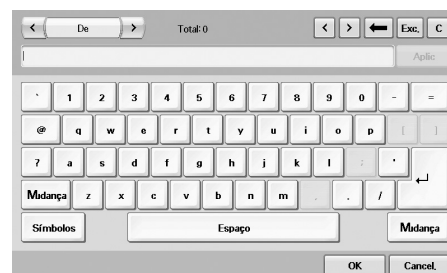 < De > Total: 0 < > ← Exc. C
Aplic
` 1 2 3 4 5 6 7 8 9 0 - =
@ q w e r t y u i o p [ ]
? a s d f g h j k l ; '
Mudança z x c v b n m , . /
Símbolos Espaço Mudança
OK Cancel.